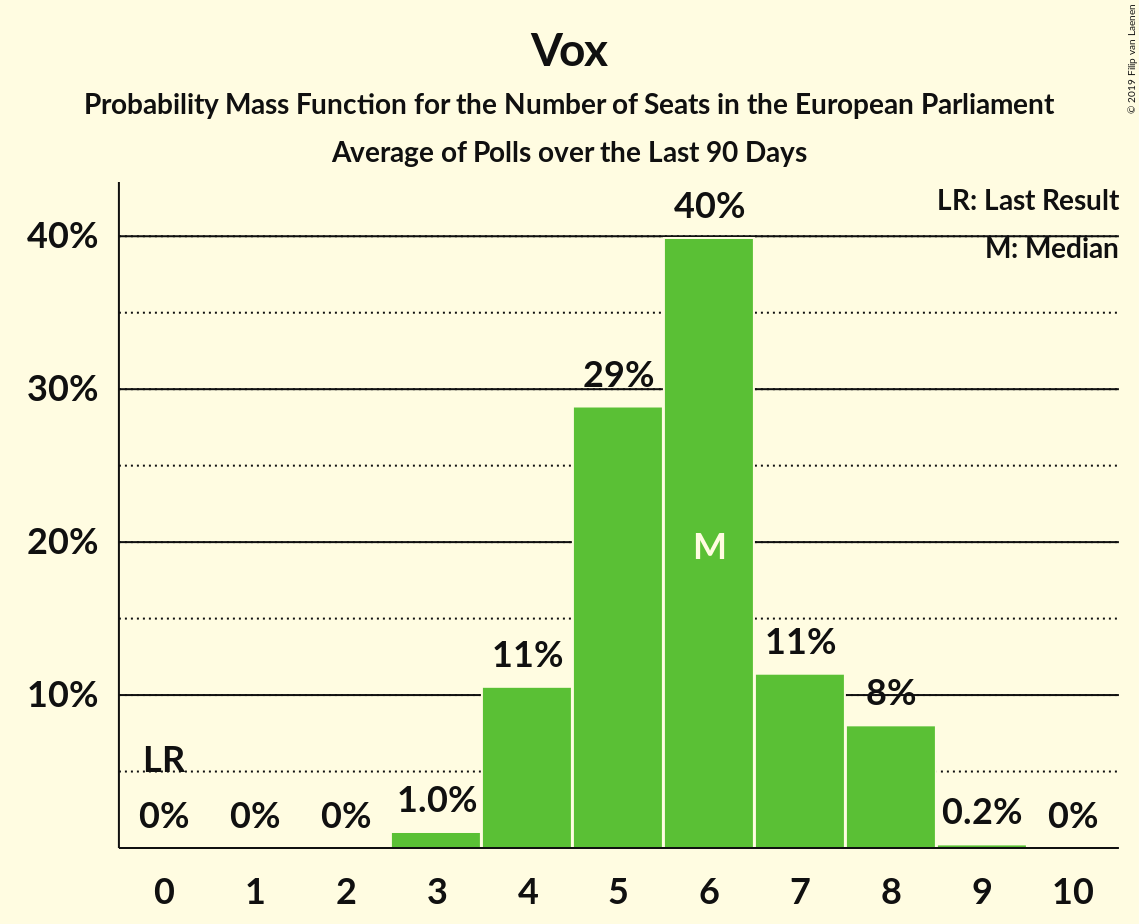 Vox
Probability Mass Function for the Number of Seats in the European Parliament
Average of Polls over the Last 90 Days
© 2019 Filip van Laenen
LR: Last Result
M: Median
40%
30%
20%
10%
LR
0%
0%
0%
1.0%
11%
29%
40%
M
11%
8%
0.2%
0%
0 1 2 3 4 5 6 7 8 9 10